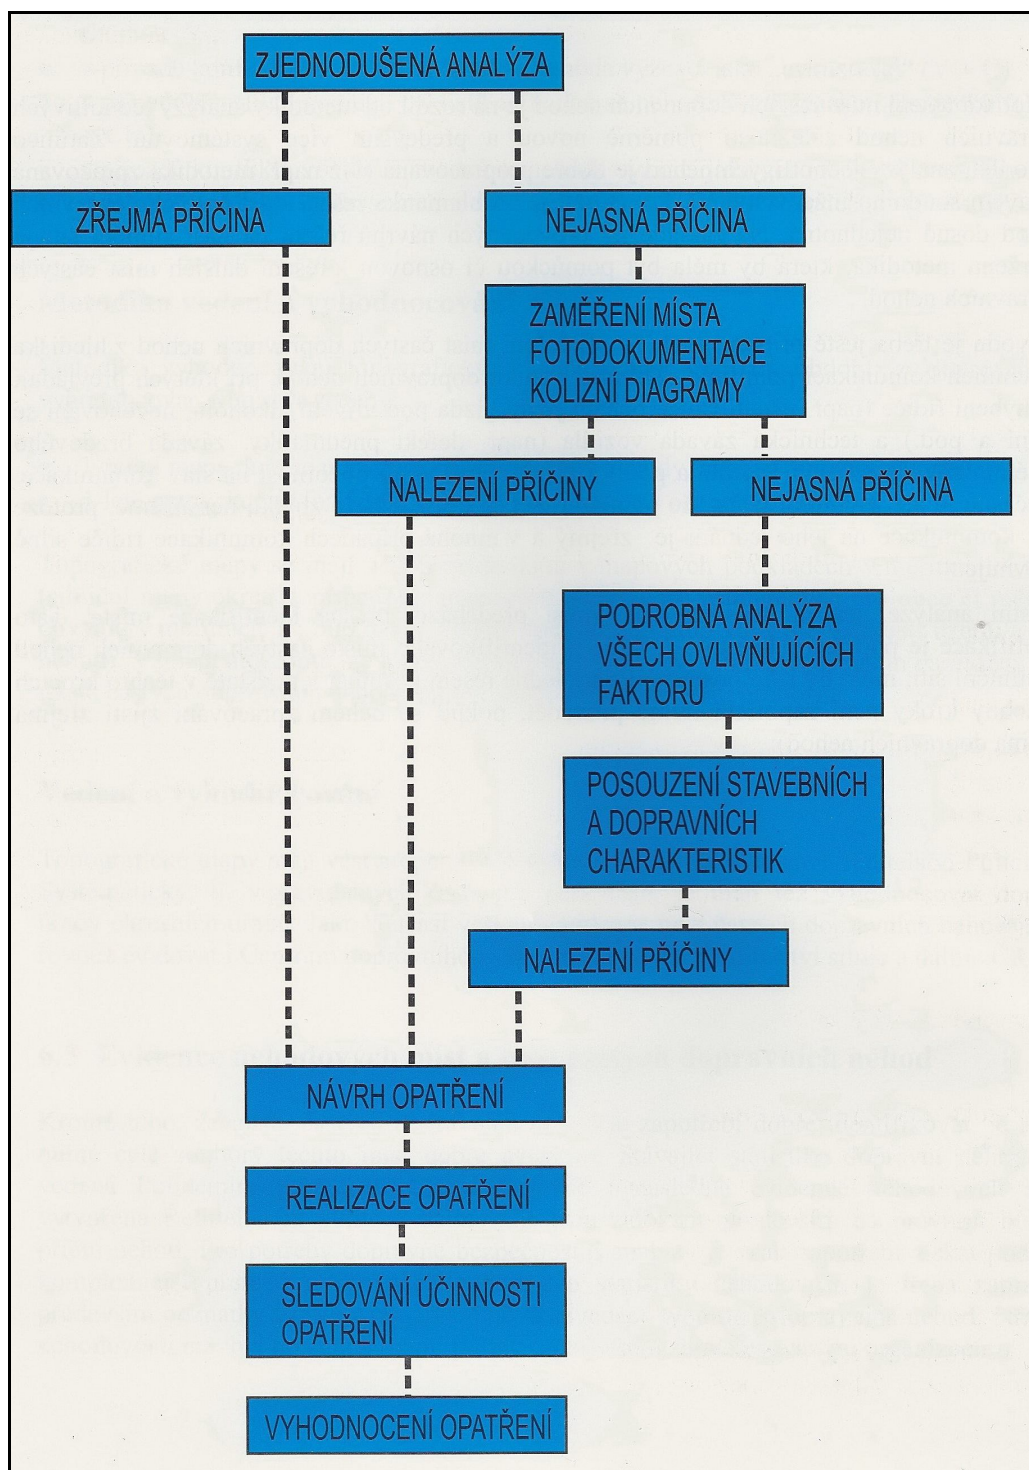 ZJEDNODUŠENÁ ANALÝZA
ZŘEJMÁ PŘÍČINA
NEJASNÁ PŘÍČINA
ZAMĚŘENÍ MÍSTA
FOTODOKUMENTACE
KOLIZNÍ DIAGRAMY
NALEZENÍ PŘÍČINY
NEJASNÁ PŘÍČINA
PODROBNÁ ANALÝZA
VŠECH OVLIVŇUJÍCÍCH
FAKTORU
POSOUZENÍ STAVEBNÍCH
A DOPRAVNÍCH
CHARAKTERISTIK
NALEZENÍ PŘÍČINY
NÁVRH OPATŘENÍ
REALIZACE OPATŘENÍ
SLEDOVÁNÍ ÚČINNOSTI
OPATŘENÍ
VYHODNOCENÍ OPATŘENÍ